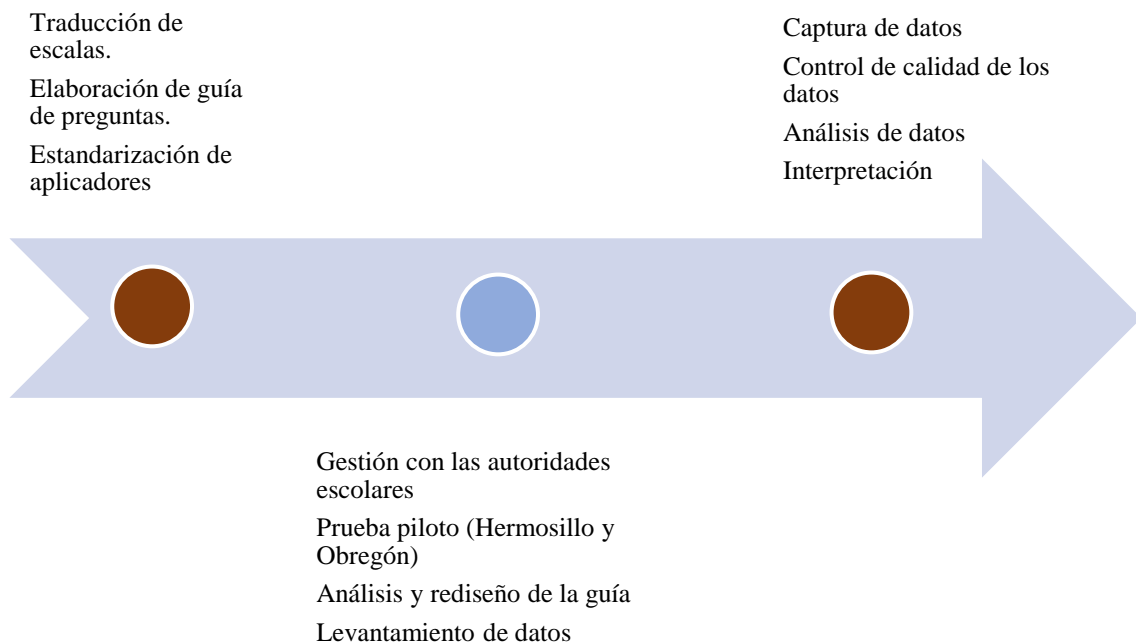 Traducción de
escalas.
Elaboración de guía
de preguntas.
Estandarización de
aplicadores
Gestión con las autoridades
escolares
Prueba piloto (Hermosillo y
Obregón)
Análisis y rediseño de la guía
Levantamiento de datos
Captura de datos
Control de calidad de los
datos
Análisis de datos
Interpretación